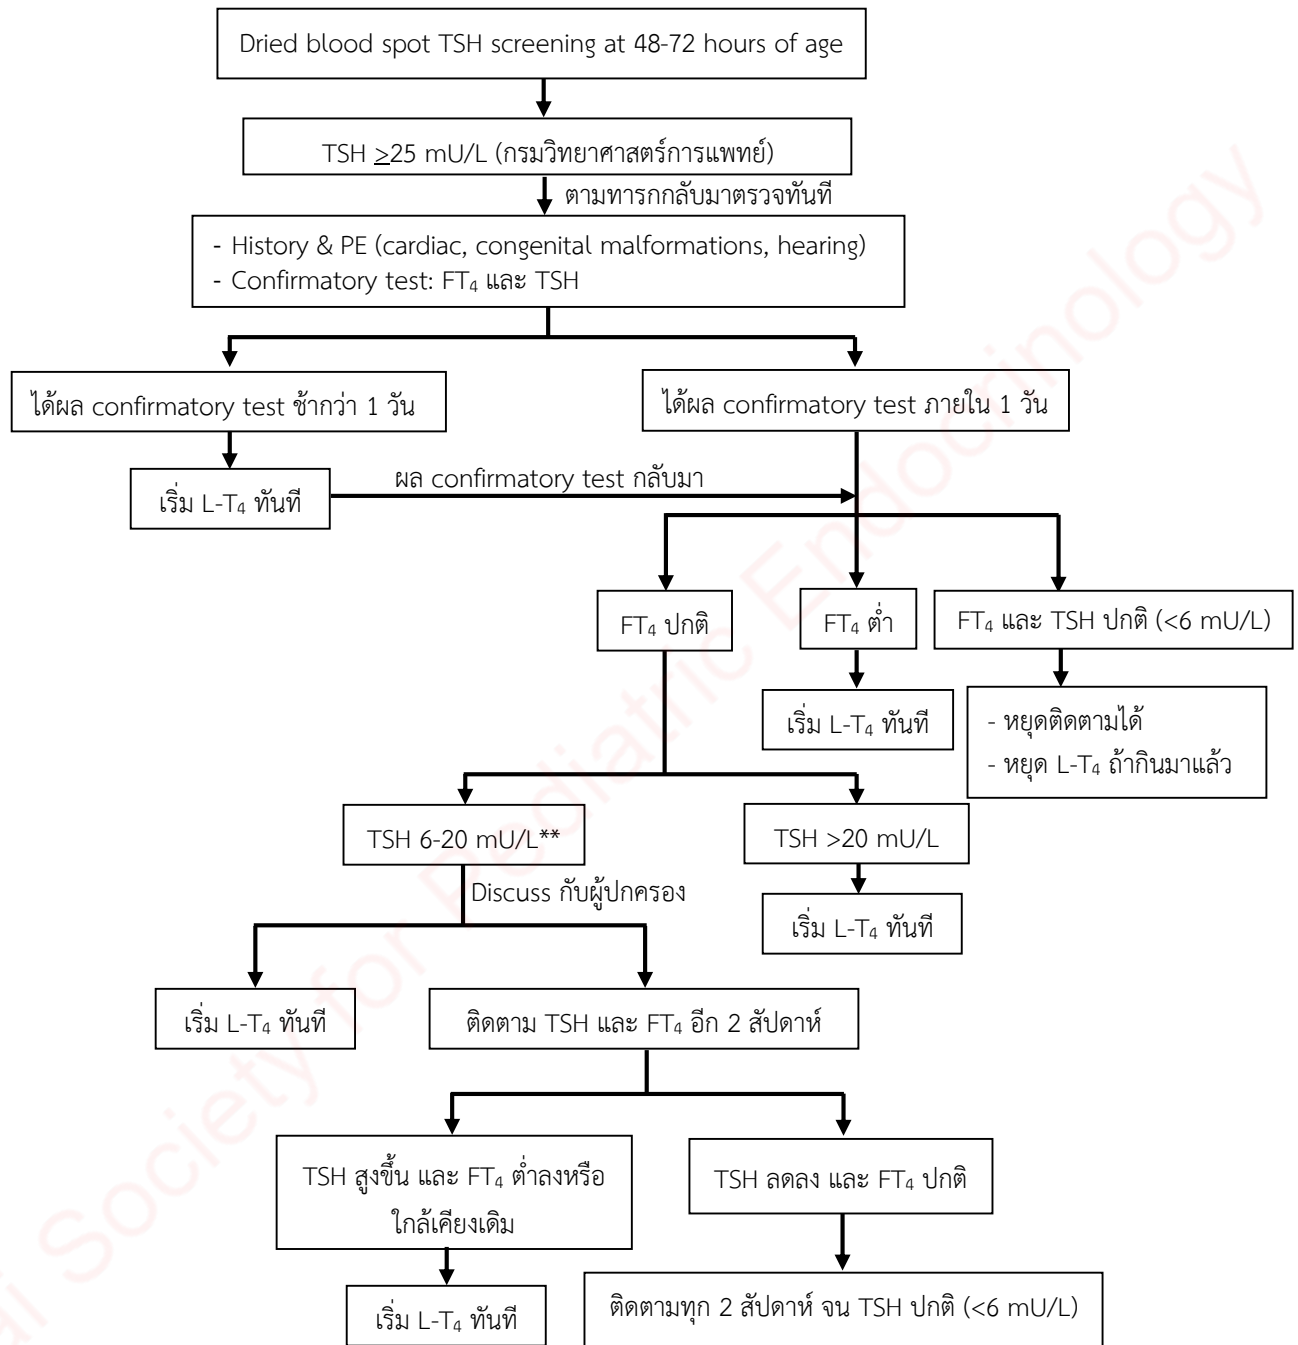 Dried blood spot TSH screening at 48-72 hours of age
TSH ≥25 mU/L (กรมวิทยาศาสตร์การแพทย์)
ตามทารกกลับมาตรวจทันที
- History & PE (cardiac, congenital malformations, hearing)
- Confirmatory test: FT₄ และ TSH
ได้ผล confirmatory test ช้ากว่า 1 วัน
ได้ผล confirmatory test ภายใน 1 วัน
เริ่ม L-T₄ ทันที
ผล confirmatory test กลับมา
FT₄ ปกติ
FT₄ ต่ำ
FT₄ และ TSH ปกติ (<6 mU/L)
เริ่ม L-T₄ ทันที
- หยุดติดตามได้
- หยุด L-T₄ ถ้ากินมาแล้ว
TSH 6-20 mU/L**
TSH >20 mU/L
Discuss กับผู้ปกครอง
เริ่ม L-T₄ ทันที
เริ่ม L-T₄ ทันที
ติดตาม TSH และ FT₄ อีก 2 สัปดาห์
TSH สูงขึ้น และ FT₄ ต่ำลงหรือ
ใกล้เคียงเดิม
TSH ลดลง และ FT₄ ปกติ
เริ่ม L-T₄ ทันที
ติดตามทุก 2 สัปดาห์ จน TSH ปกติ (<6 mU/L)
ai Society for Pediatric Endocrinology